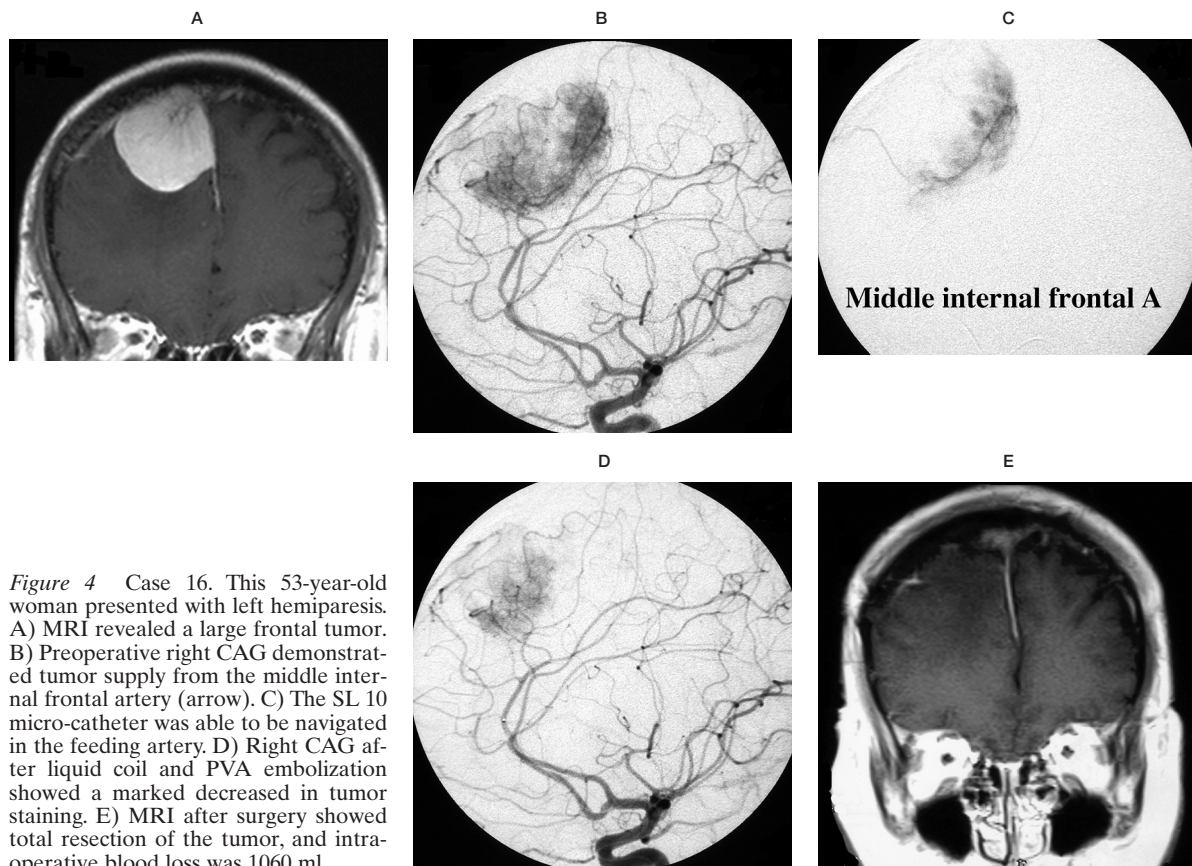 A
B
C
Middle internal frontal A
D
E
Figure 4 Case 16. This 53-year-old
woman presented with left hemiparesis.
A) MRI revealed a large frontal tumor.
B) Preoperative right CAG demonstrat-
ed tumor supply from the middle inter-
nal frontal artery (arrow). C) The SL 10
micro-catheter was able to be navigated
in the feeding artery. D) Right CAG af-
ter liquid coil and PVA embolization
showed a marked decreased in tumor
staining. E) MRI after surgery showed
total resection of the tumor, and intra-
operative blood loss was 1060 ml